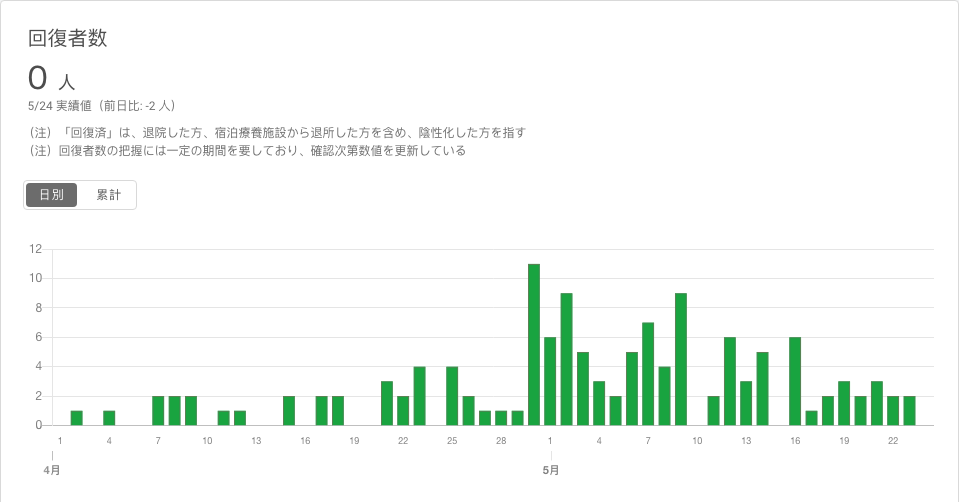 回復者数
0 人
5/24 実績値（前日比: -2 人）
（注）「回復済」は、退院した方、宿泊療養施設から退所した方を含め、陰性化した方を指す
（注）回復者数の把握には一定の期間を要しており、確認次第数値を更新している
日別 累計
12
10
8
6
4
2
0
1 4 7 10 13 16 19 22 25 28 1 4 7 10 13 16 19 22
4月 5月